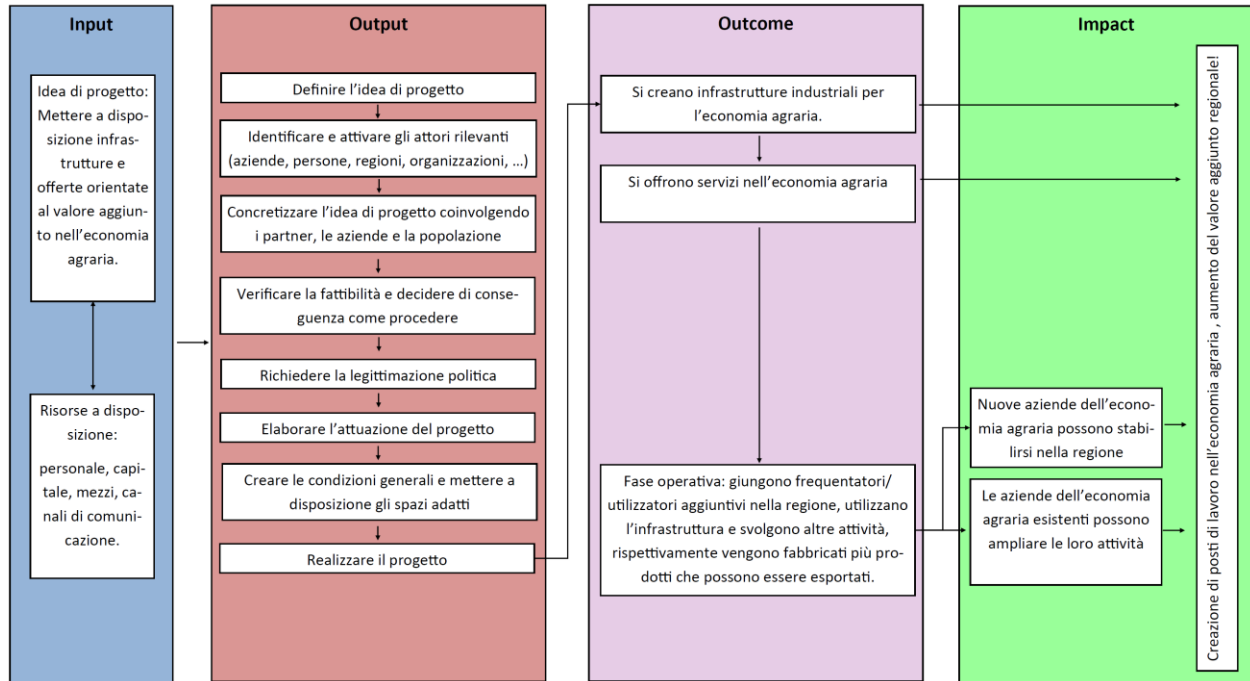 Input
Idea di progetto:
Mettere a dispo-
sizione infras-
trutture e
offerte orientate
al valore aggiun-
to nell'economia
agraria.
Risorse a dispo-
sizione:
personale, capi-
tale, mezzi, ca-
nali di comuni-
cazione.
Output
Definire l'idea di progetto
Identificare e attivare gli attori rilevanti
(aziende, persone, regioni, organizzazioni, ...)
Concretizzare l'idea di progetto coinvolgendo
i partner, le aziende e la popolazione
Verificare la fattibilità e decidere di conse-
guenza come procedere
Richiedere la legittimazione politica
Elaborare l'attuazione del progetto
Creare le condizioni generali e mettere a
disposizione gli spazi adatti
Realizzare il progetto
Outcome
Si creano infrastrutture industriali per
l'economia agraria.
Si offrono servizi nell'economia agraria
Fase operativa: giungono frequentatori/
utilizzatori aggiuntivi nella regione, utilizzano
l'infrastruttura e svolgono altre attività,
rispettivamente vengono fabbricati più pro-
dotti che possono essere esportati.
Impact
Nuove aziende dell'econo-
mia agraria possono stabi-
lirsi nella regione
Le aziende dell'economia
agraria esistenti possono
ampliare le loro attività
Creazione di posti di lavoro nell'economia agraria , aumento del valore aggiunto regionale!